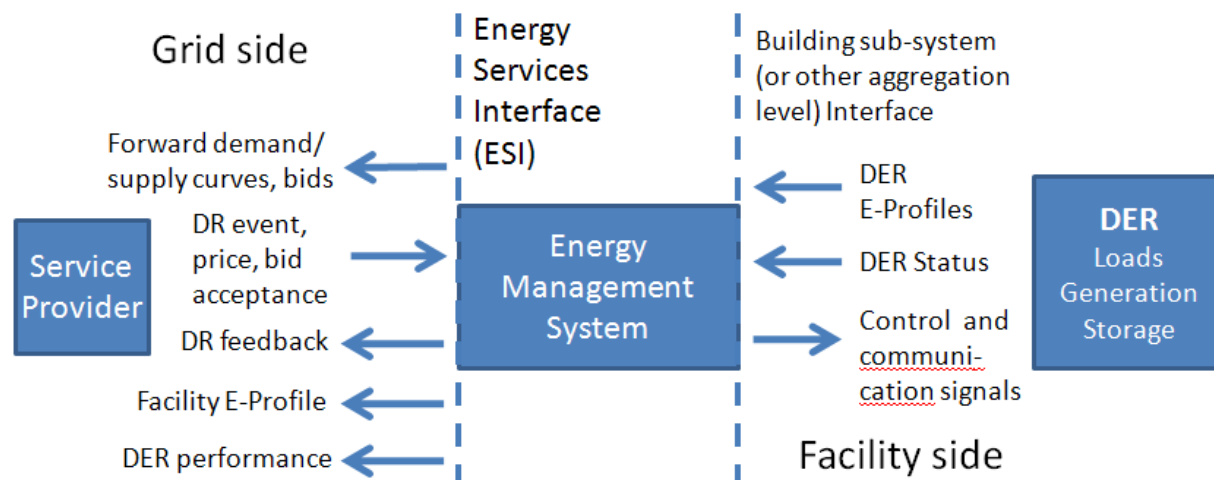 Grid side
Forward demand/
supply curves, bids
Service
Provider
DR event,
price, bid
acceptance
DR feedback
Facility E-Profile
DER performance
Energy
Services
Interface
(ESI)
Energy
Management
System
Building sub-system
(or other aggregation
level) Interface
DER
E-Profiles
DER Status
Control and
communi-
cation signals
DER
Loads
Generation
Storage
Facility side